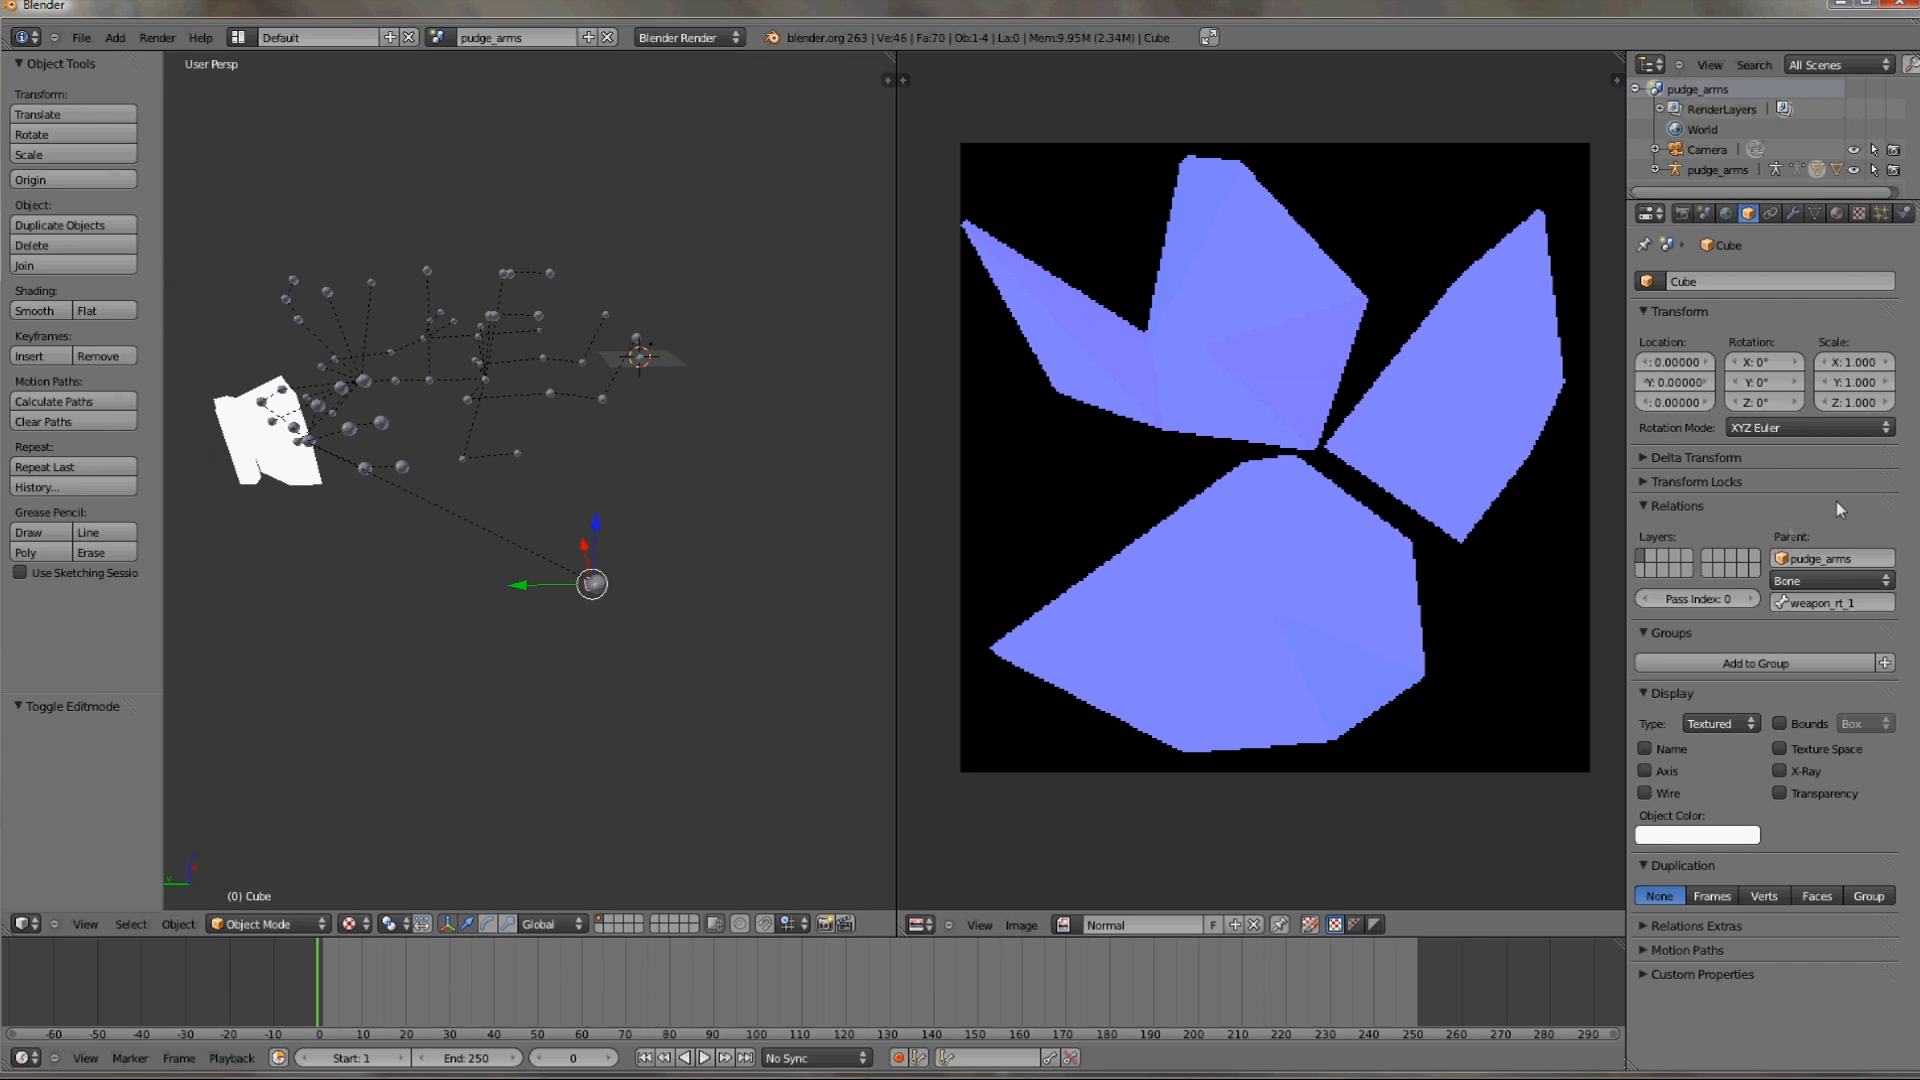 Blender
File Add Render Help Default pudge_arms Blender Render blender.org 263 | Ve:46 | Fa:70 | Ob:1-4 | La:0 | Mem:9.95M (2.34M) | Cube
Object Tools
Transform:
Translate
Rotate
Scale
Origin
Object:
Duplicate Objects
Delete
Join
Shading:
Smooth Flat
Keyframes:
Insert Remove
Motion Paths:
Calculate Paths
Clear Paths
Repeat:
Repeat Last
History...
Grease Pencil:
Draw Line
Poly Erase
Use Sketching Sessio
Toggle Editmode
User Persp
y
(0) Cube
View Select Object Object Mode Global
View Image Normal F
View Search All Scenes
pudge_arms
RenderLayers |
World
Camera |
pudge_arms |
Cube
Cube
Transform
Location: Rotation: Scale:
: 0.00000 X: 0° X: 1.000
Y: 0.00000 Y: 0° Y: 1.000
: 0.00000 Z: 0° Z: 1.000
Rotation Mode: XYZ Euler
Delta Transform
Transform Locks
Relations
Layers: Parent:
pudge_arms
Bone
Pass Index: 0 weapon_rt_1
Groups
Add to Group
Display
Type: Textured Bounds Box
Name Texture Space
Axis X-Ray
Wire Transparency
Object Color:
Duplication
None Frames Verts Faces Group
Relations Extras
Motion Paths
Custom Properties
-60 -50 -40 -30 -20 -10 0 10 20 30 40 50 60 70 80 90 100 110 120 130 140 150 160 170 180 190 200 210 220 230 240 250 260 270 280 290
View Marker Frame Playback Start: 1 End: 250 0 No Sync